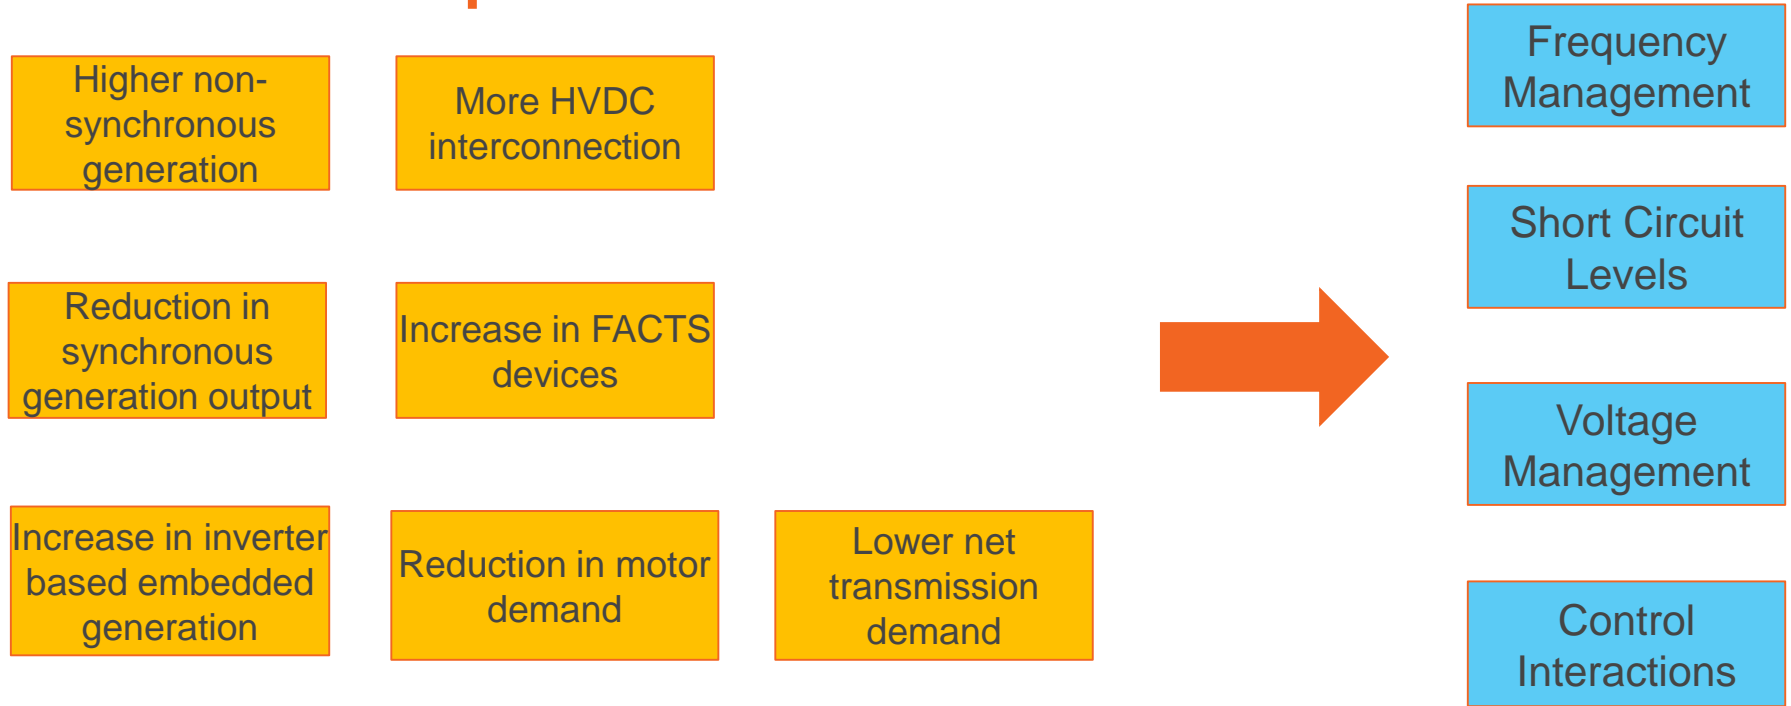 Higher non-
synchronous
generation
More HVDC
interconnection
Reduction in
synchronous
generation output
Increase in FACTS
devices
Increase in inverter
based embedded
generation
Reduction in motor
demand
Lower net
transmission
demand
Frequency
Management
Short Circuit
Levels
Voltage
Management
Control
Interactions